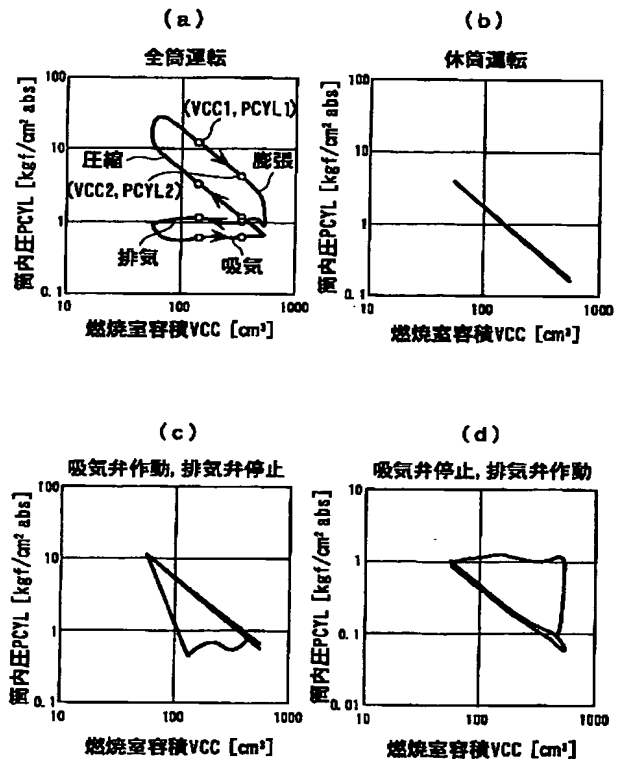 (a)
全筒運転
筒内圧PCYL [kgf/cm² abs]
100
10
1
0.1
(VCC1, PCYL1)
圧縮
膨張
(VCC2, PCYL2)
排気
吸気
10
100
1000
燃焼室容積VCC [cm³]
(b)
休筒運転
筒内圧PCYL [kgf/cm² abs]
100
10
1
0.1
10
100
1000
燃焼室容積VCC [cm³]
(c)
吸気弁作動, 排気弁停止
筒内圧PCYL [kgf/cm² abs]
100
10
1
0.1
10
100
1000
燃焼室容積VCC [cm³]
(d)
吸気弁停止, 排気弁作動
筒内圧PCYL [kgf/cm² abs]
10
1
0.1
0.01
10
100
1000
燃焼室容積VCC [cm³]